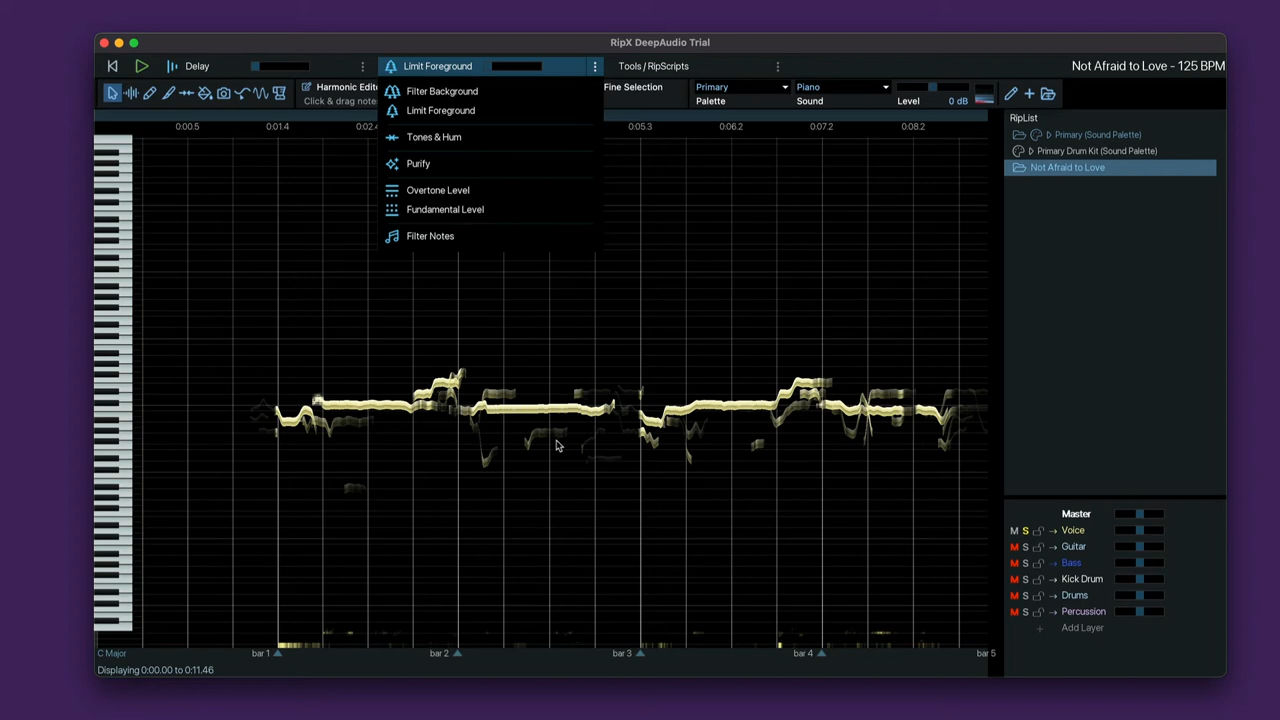 RipX DeepAudio Trial
Delay
Limit Foreground
Tools / RipScripts
Not Afraid to Love - 125 BPM
Harmonic Edito
Click & drag notes
Fine Selection
Primary
Palette
Piano
Sound
Level
0 dB
Filter Background
Limit Foreground
Tones & Hum
Purify
Overtone Level
Fundamental Level
Filter Notes
0:00.5
0:01.4
0:02.4
0:05.3
0:06.2
0:07.2
0:08.2
RipList
Primary (Sound Palette)
Primary Drum Kit (Sound Palette)
Not Afraid to Love
Master
M S → Voice
M S → Guitar
M S → Bass
M S → Kick Drum
M S → Drums
M S → Percussion
+ Add Layer
C Major
bar 1
bar 2
bar 3
bar 4
bar 5
Displaying 0:00.00 to 0:11.46